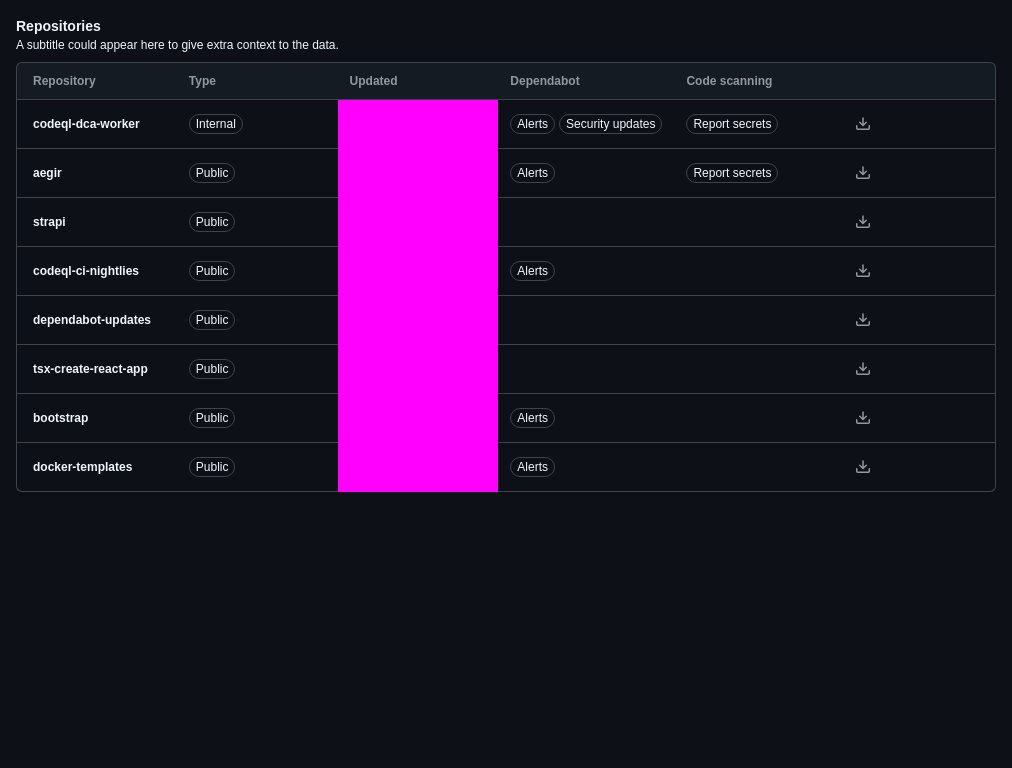 Repositories
A subtitle could appear here to give extra context to the data.
Repository Type Updated Dependabot Code scanning
codeql-dca-worker Internal Alerts Security updates Report secrets
aegir Public Alerts Report secrets
strapi Public
codeql-ci-nightlies Public Alerts
dependabot-updates Public
tsx-create-react-app Public
bootstrap Public Alerts
docker-templates Public Alerts